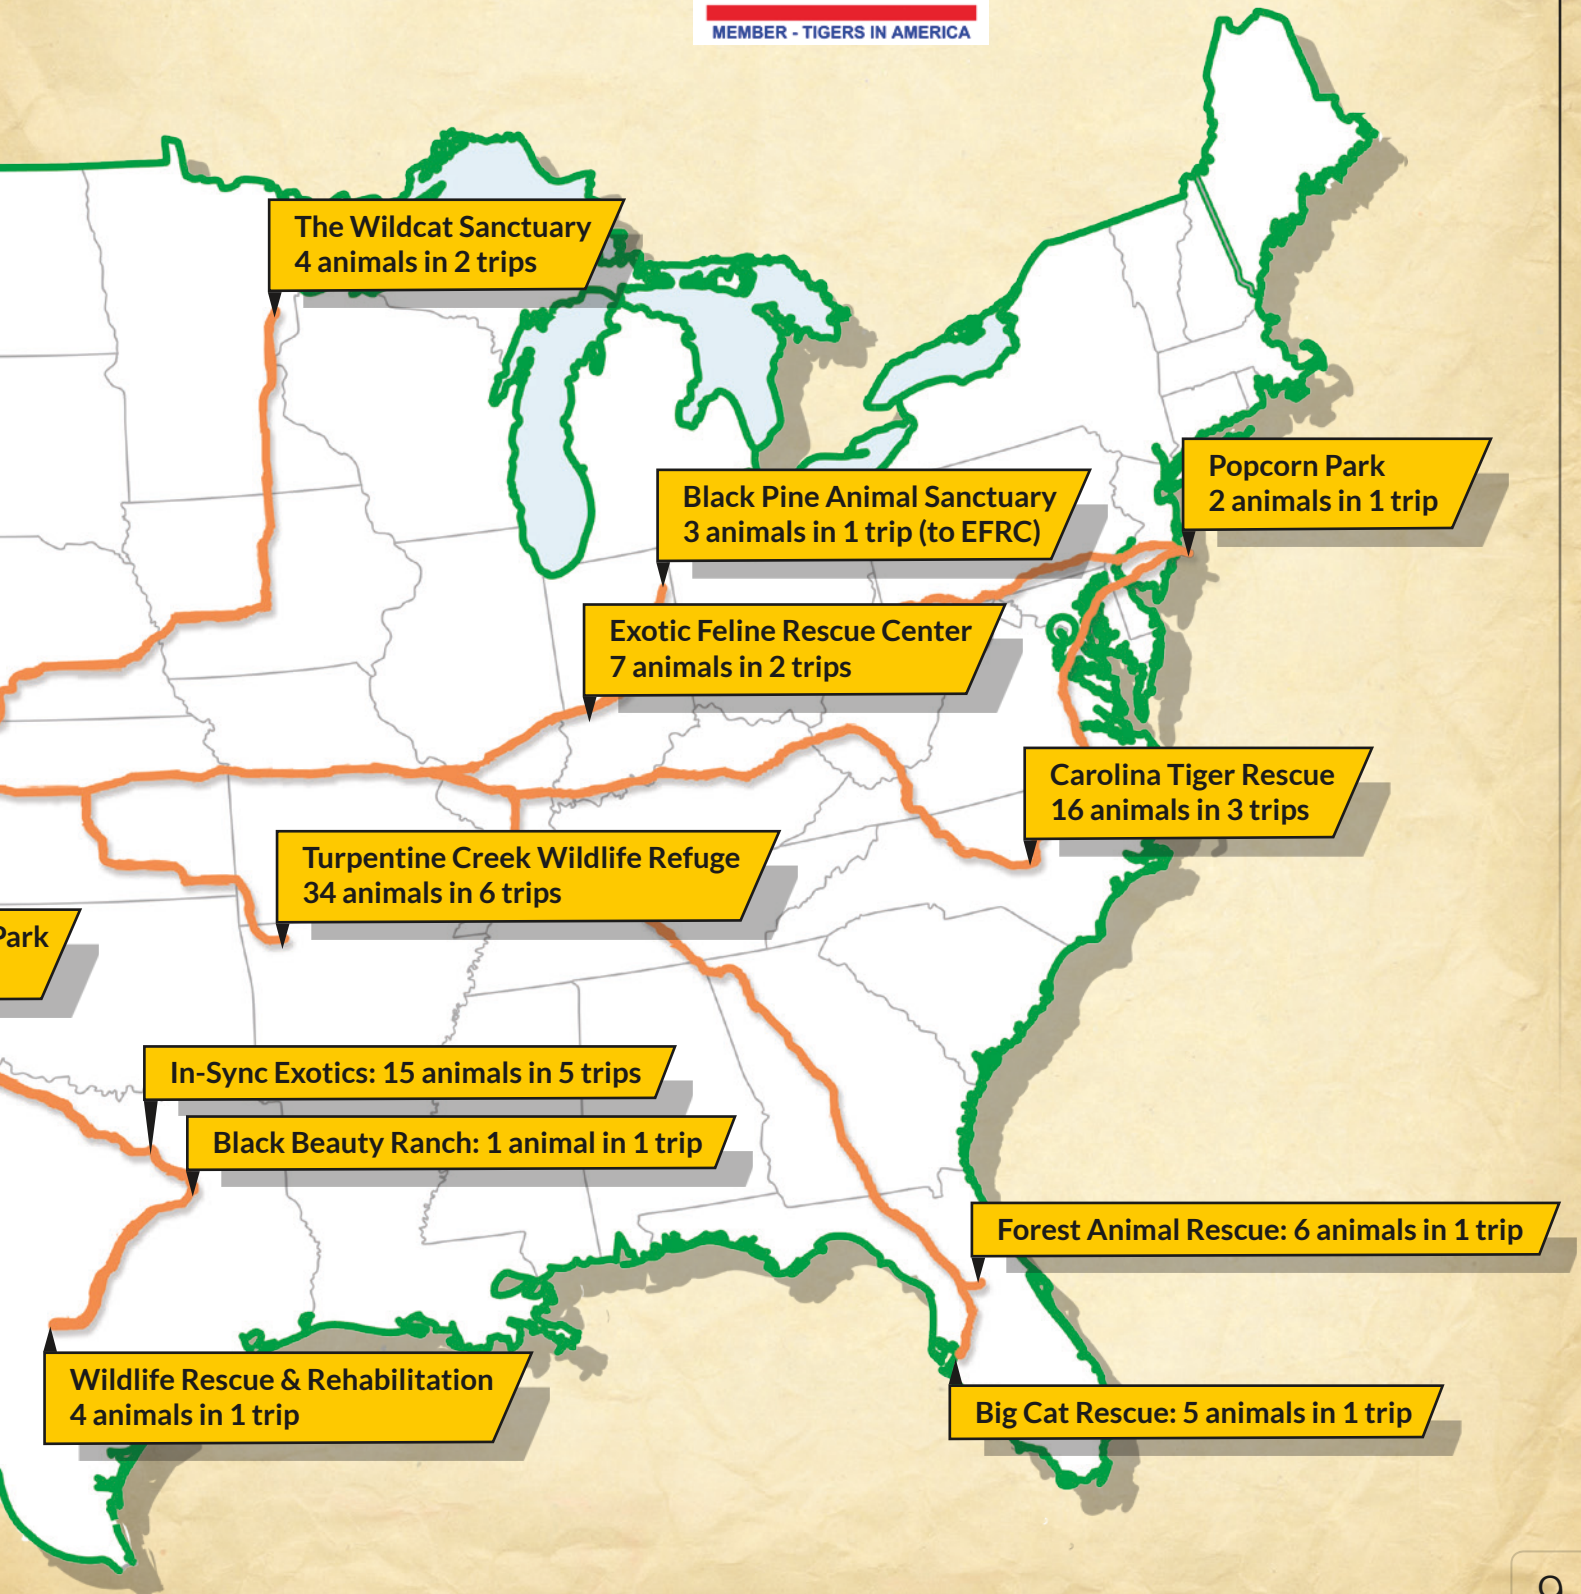 MEMBER - TIGERS IN AMERICA
The Wildcat Sanctuary
4 animals in 2 trips
Popcorn Park
2 animals in 1 trip
Black Pine Animal Sanctuary
3 animals in 1 trip (to EFRC)
Exotic Feline Rescue Center
7 animals in 2 trips
Carolina Tiger Rescue
16 animals in 3 trips
Turpentine Creek Wildlife Refuge
34 animals in 6 trips
Park
In-Sync Exotics: 15 animals in 5 trips
Black Beauty Ranch: 1 animal in 1 trip
Forest Animal Rescue: 6 animals in 1 trip
Wildlife Rescue & Rehabilitation
4 animals in 1 trip
Big Cat Rescue: 5 animals in 1 trip
9